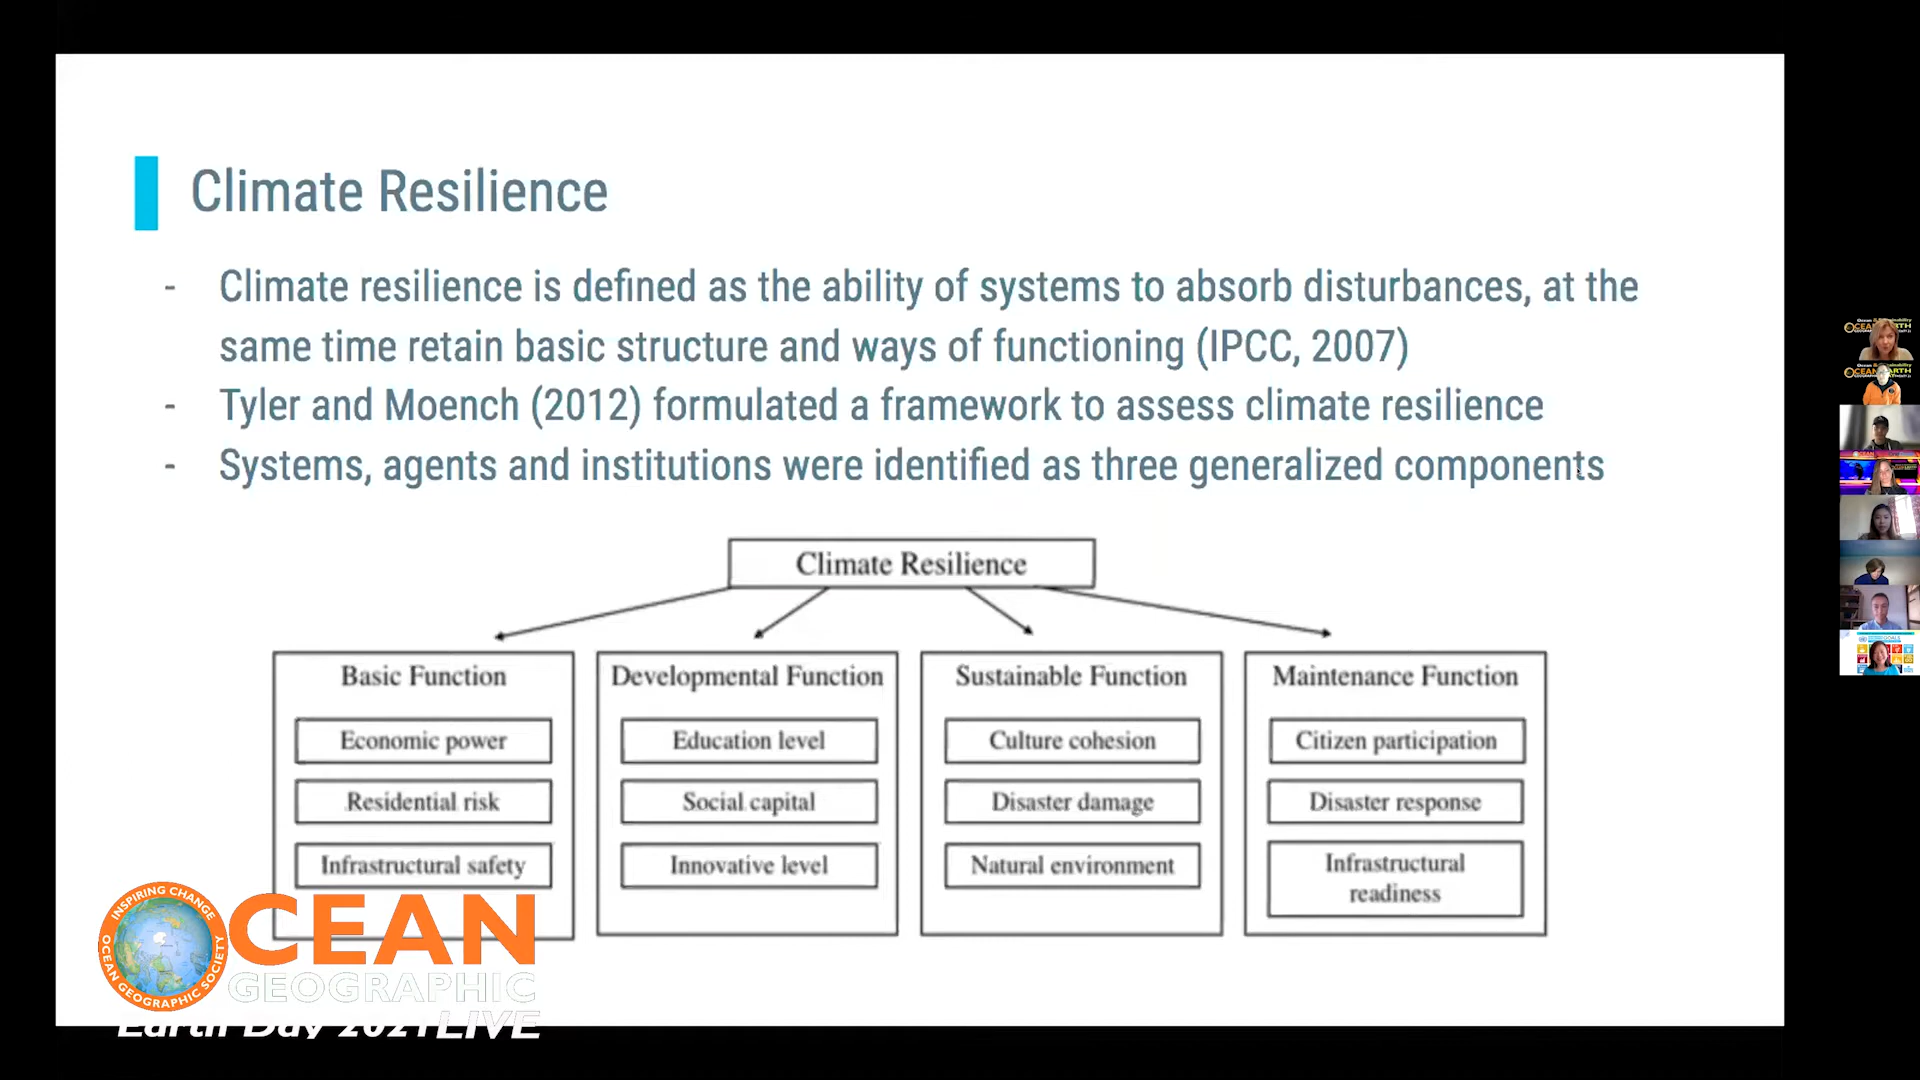 Climate Resilience
- Climate resilience is defined as the ability of systems to absorb disturbances, at the
same time retain basic structure and ways of functioning (IPCC, 2007)
- Tyler and Moench (2012) formulated a framework to assess climate resilience
- Systems, agents and institutions were identified as three generalized components
Climate Resilience
Basic Function
Economic power
Residential risk
Infrastructural safety
Developmental Function
Education level
Social capital
Innovative level
Sustainable Function
Culture cohesion
Disaster damage
Natural environment
Maintenance Function
Citizen participation
Disaster response
Infrastructural
readiness
INSPIRING CHANGE
OCEAN GEOGRAPHIC SOCIETY
OCEAN
GEOGRAPHIC
Earth Day 2021 LIVE